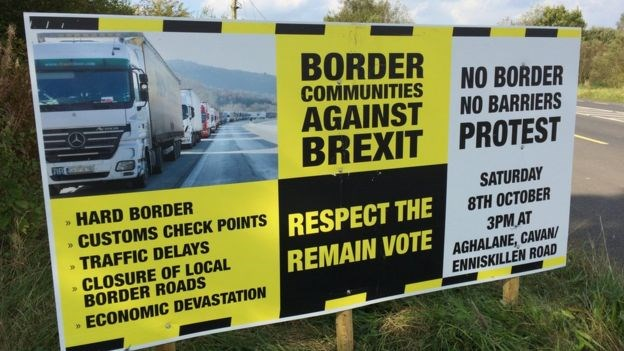 BORDER
COMMUNITIES
AGAINST
BREXIT
RESPECT THE
REMAIN VOTE
» HARD BORDER
» CUSTOMS CHECK POINTS
» TRAFFIC DELAYS
» CLOSURE OF LOCAL
BORDER ROADS
» ECONOMIC DEVASTATION
NO BORDER
NO BARRIERS
PROTEST
SATURDAY
8TH OCTOBER
3PM AT
AGHALANE, CAVAN/
ENNISKILLEN ROAD